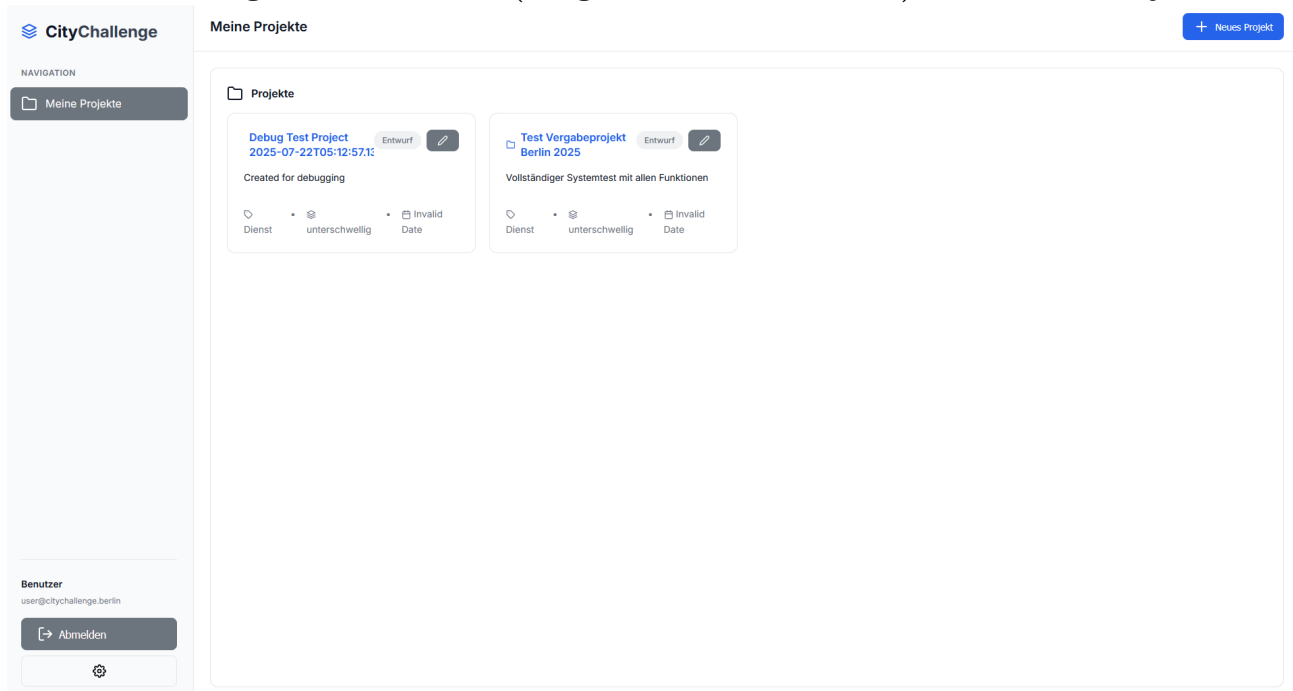 CityChallenge
Meine Projekte
Neues Projekt
NAVIGATION
Meine Projekte
Projekte
Debug Test Project
2025-07-22T05:12:57.13
Entwurf
Created for debugging
Dienst • unterschwellig • Invalid Date
Test Vergabeprojekt
Berlin 2025
Entwurf
Vollständiger Systemtest mit allen Funktionen
Dienst • unterschwellig • Invalid Date
Benutzer
user@citychallenge.berlin
Abmelden